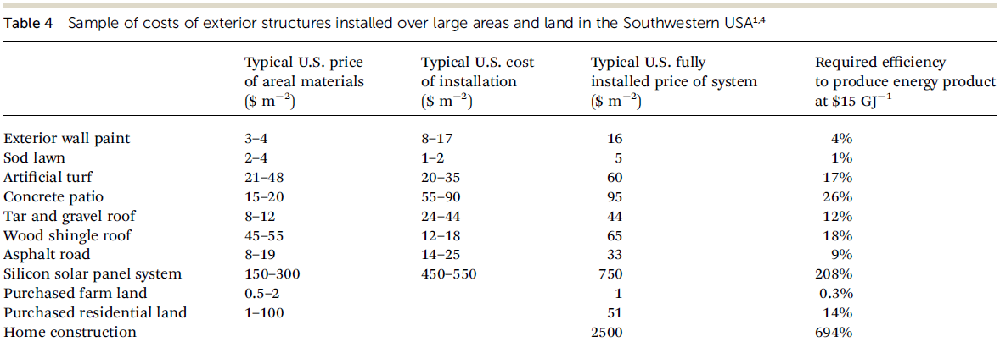 Table 4 Sample of costs of exterior structures installed over large areas and land in the Southwestern USA¹,⁴
Typical U.S. price of areal materials ($ m⁻²) Typical U.S. cost of installation ($ m⁻²) Typical U.S. fully installed price of system ($ m⁻²) Required efficiency to produce energy product at $15 GJ⁻¹
Exterior wall paint 3–4 8–17 16 4%
Sod lawn 2–4 1–2 5 1%
Artificial turf 21–48 20–35 60 17%
Concrete patio 15–20 55–90 95 26%
Tar and gravel roof 8–12 24–44 44 12%
Wood shingle roof 45–55 12–18 65 18%
Asphalt road 8–19 14–25 33 9%
Silicon solar panel system 150–300 450–550 750 208%
Purchased farm land 0.5–2 1 0.3%
Purchased residential land 1–100 51 14%
Home construction 2500 694%